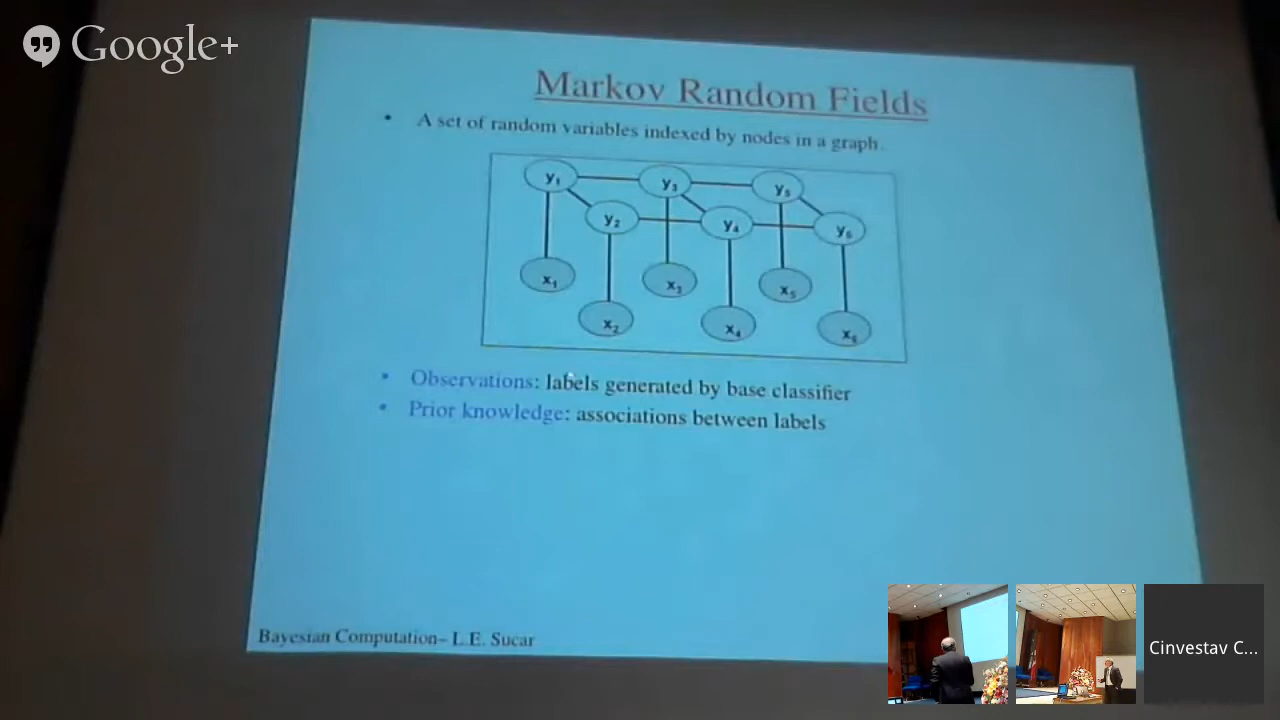 Google+
Markov Random Fields
• A set of random variables indexed by nodes in a graph.
y₁ y₃ y₅
y₂ y₄ y₆
x₁ x₃ x₅
x₂ x₄ x₆
• Observations: labels generated by base classifier
• Prior knowledge: associations between labels
Bayesian Computation– L.E. Sucar
Cinvestav C...